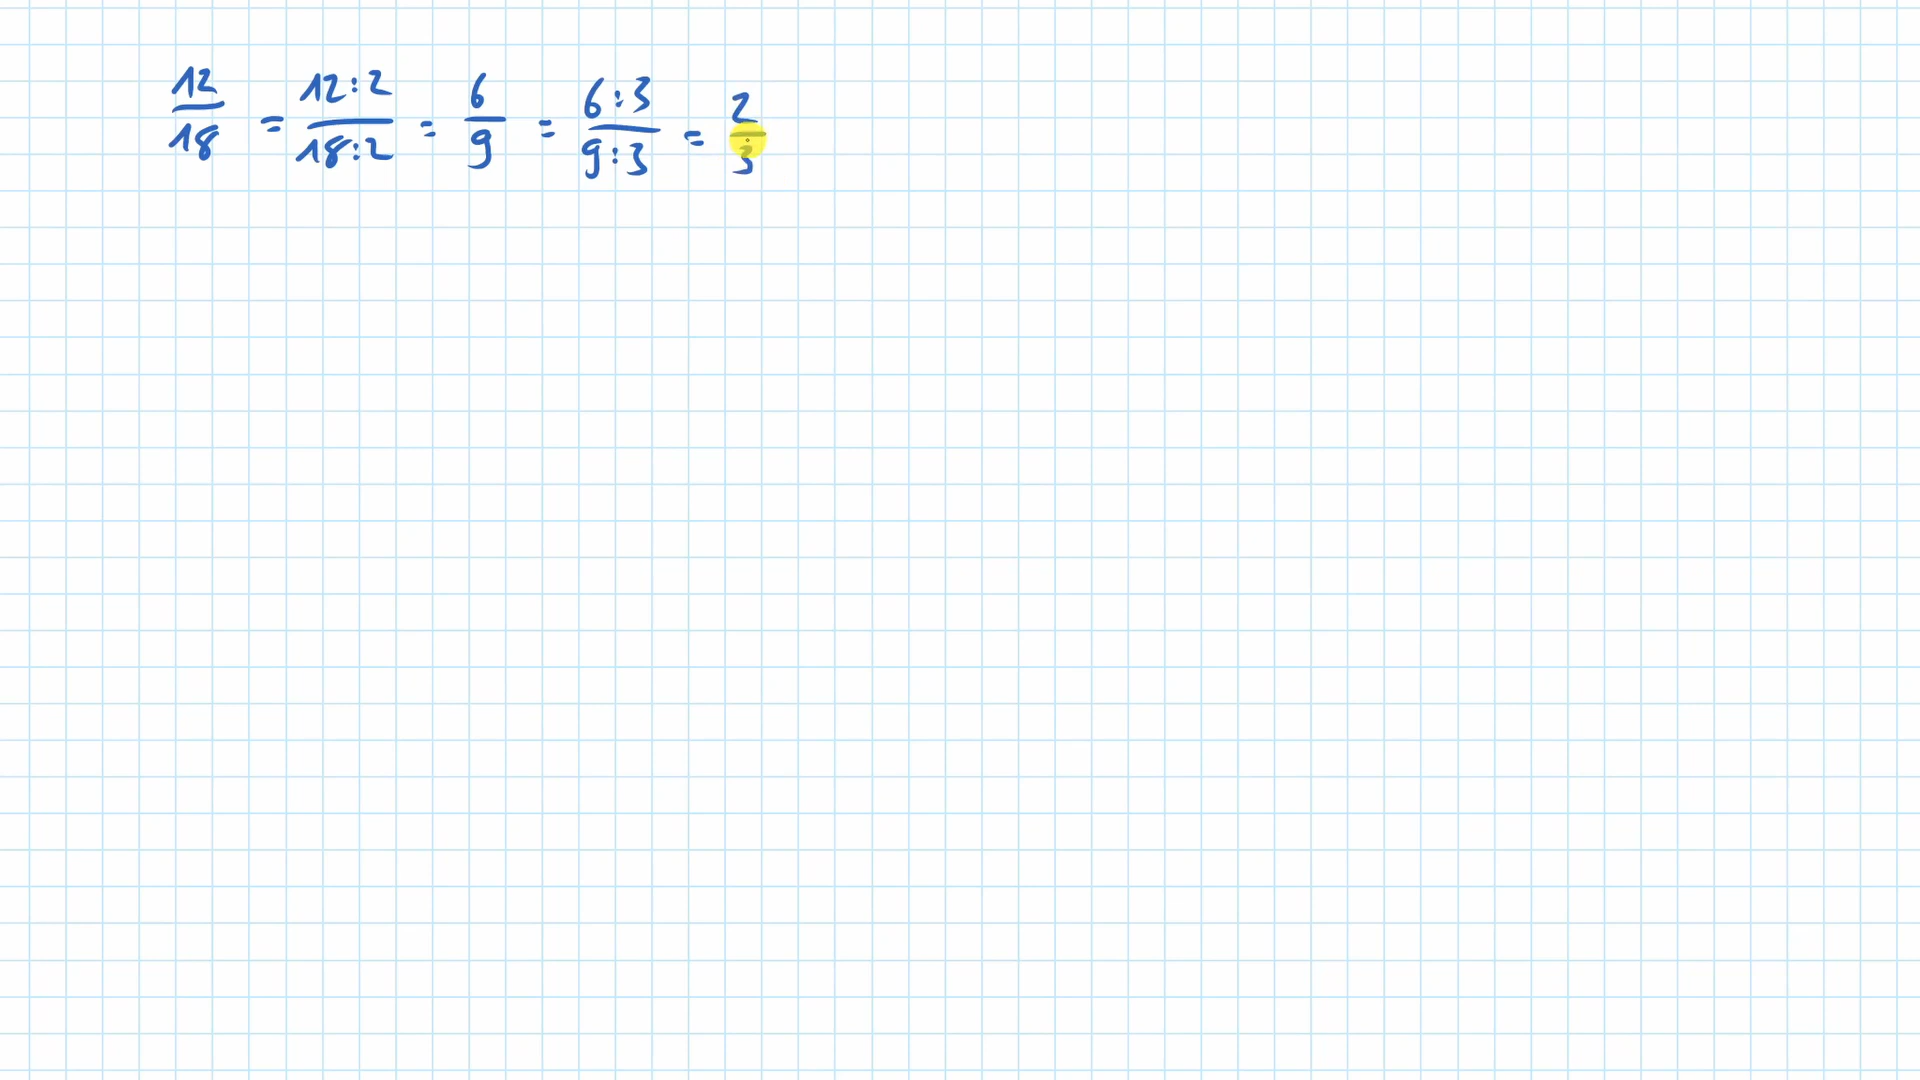 12/18 = 12:2/18:2 = 6/9 = 6:3/9:3 = 2/3